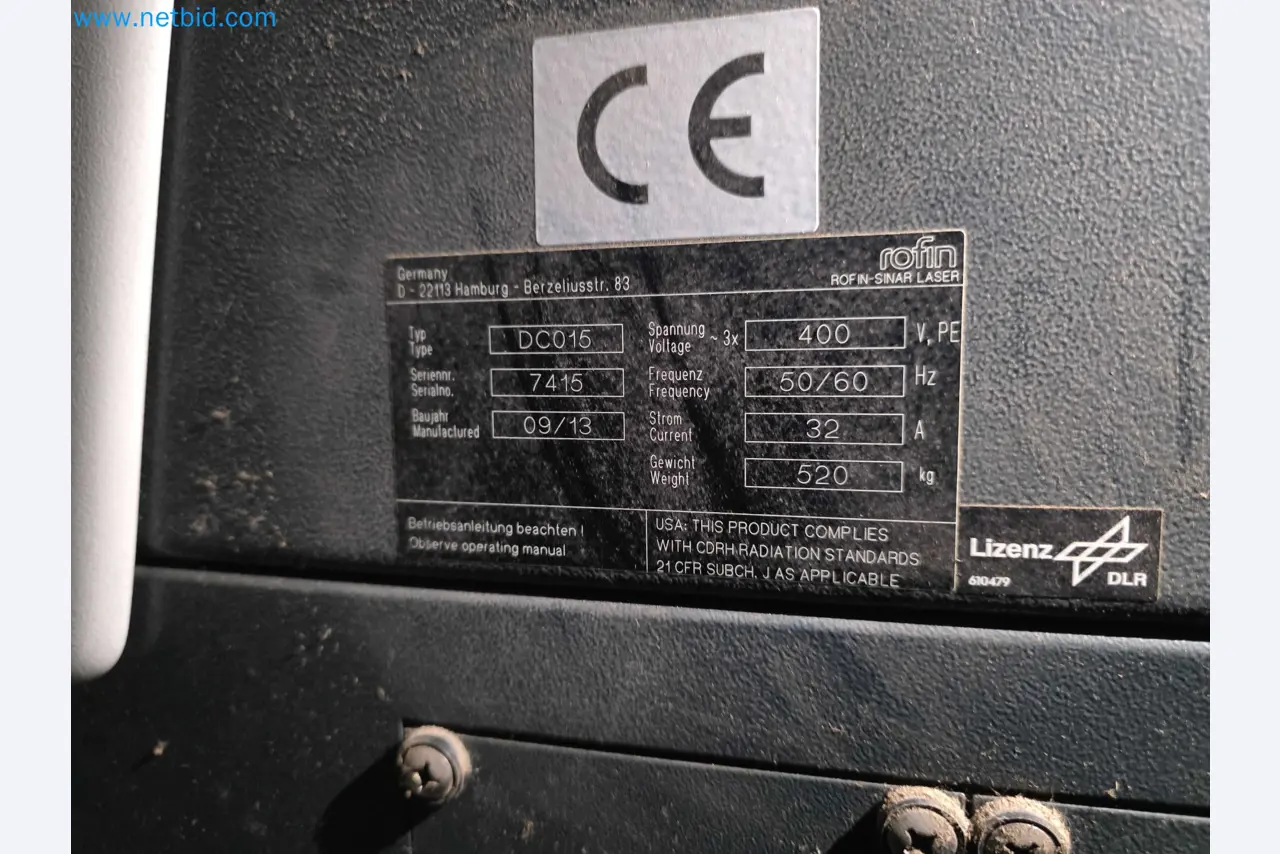 www.netbid.com
CE
rofin
ROFIN-SINAR LASER
Germany
D - 22113 Hamburg - Berzeliusstr. 83
Typ
Type
DC015
Seriennr.
Serialno.
7415
Baujahr
Manufactured
09/13
Spannung
Voltage
~ 3x
400
V, PE
Frequenz
Frequency
50/60
Hz
Strom
Current
32
A
Gewicht
Weight
520
kg
Betriebsanleitung beachten !
Observe operating manual
USA: THIS PRODUCT COMPLIES
WITH CDRH RADIATION STANDARDS
21 CFR SUBCH. J AS APPLICABLE
Lizenz
DLR
610479